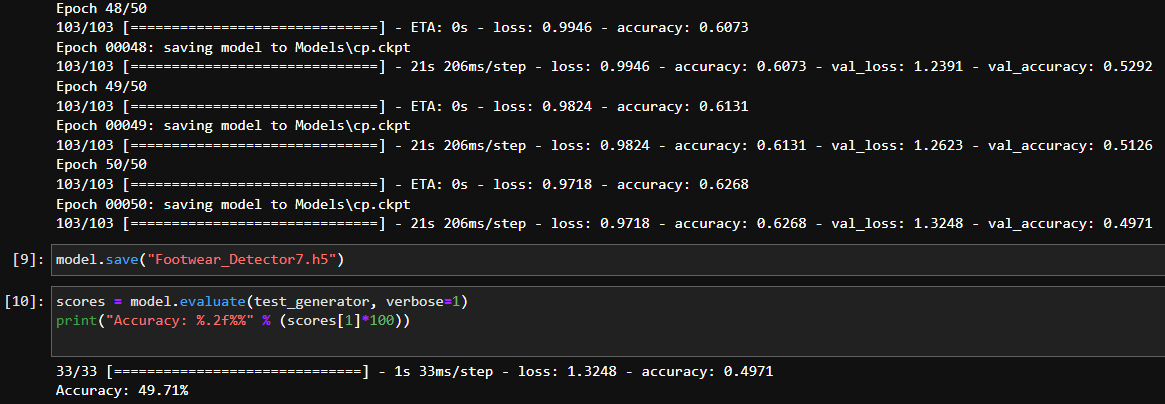 Epoch 48/50
103/103 [==============================] - ETA: 0s - loss: 0.9946 - accuracy: 0.6073
Epoch 00048: saving model to Models\cp.ckpt
103/103 [==============================] - 21s 206ms/step - loss: 0.9946 - accuracy: 0.6073 - val_loss: 1.2391 - val_accuracy: 0.5292
Epoch 49/50
103/103 [==============================] - ETA: 0s - loss: 0.9824 - accuracy: 0.6131
Epoch 00049: saving model to Models\cp.ckpt
103/103 [==============================] - 21s 206ms/step - loss: 0.9824 - accuracy: 0.6131 - val_loss: 1.2623 - val_accuracy: 0.5126
Epoch 50/50
103/103 [==============================] - ETA: 0s - loss: 0.9718 - accuracy: 0.6268
Epoch 00050: saving model to Models\cp.ckpt
103/103 [==============================] - 21s 206ms/step - loss: 0.9718 - accuracy: 0.6268 - val_loss: 1.3248 - val_accuracy: 0.4971
[9]: model.save("Footwear_Detector7.h5")
[10]: scores = model.evaluate(test_generator, verbose=1)
print("Accuracy: %.2f%%" % (scores[1]*100))
33/33 [==============================] - 1s 33ms/step - loss: 1.3248 - accuracy: 0.4971
Accuracy: 49.71%